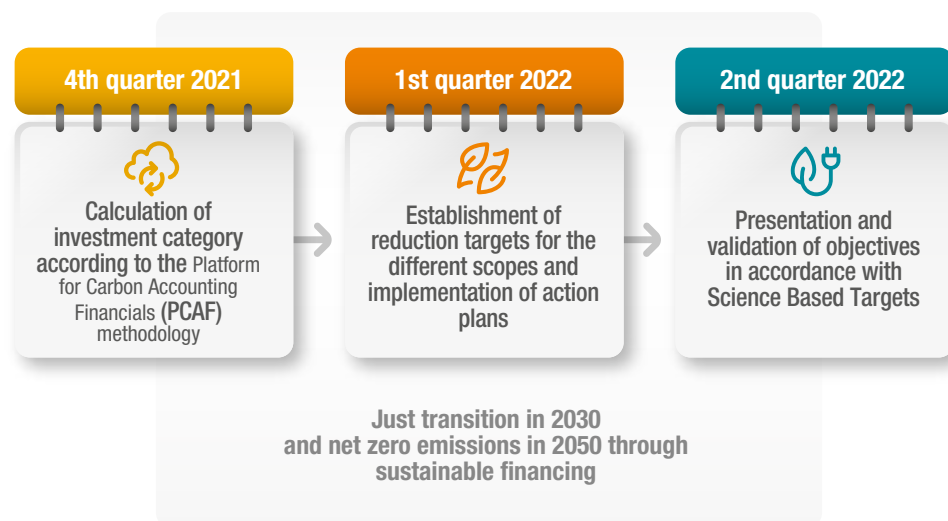 4th quarter 2021
Calculation of
investment category
according to the Platform
for Carbon Accounting
Financials (PCAF)
methodology
1st quarter 2022
Establishment of
reduction targets for the
different scopes and
implementation of action
plans
2nd quarter 2022
Presentation and
validation of objectives
in accordance with
Science Based Targets
Just transition in 2030
and net zero emissions in 2050 through
sustainable financing